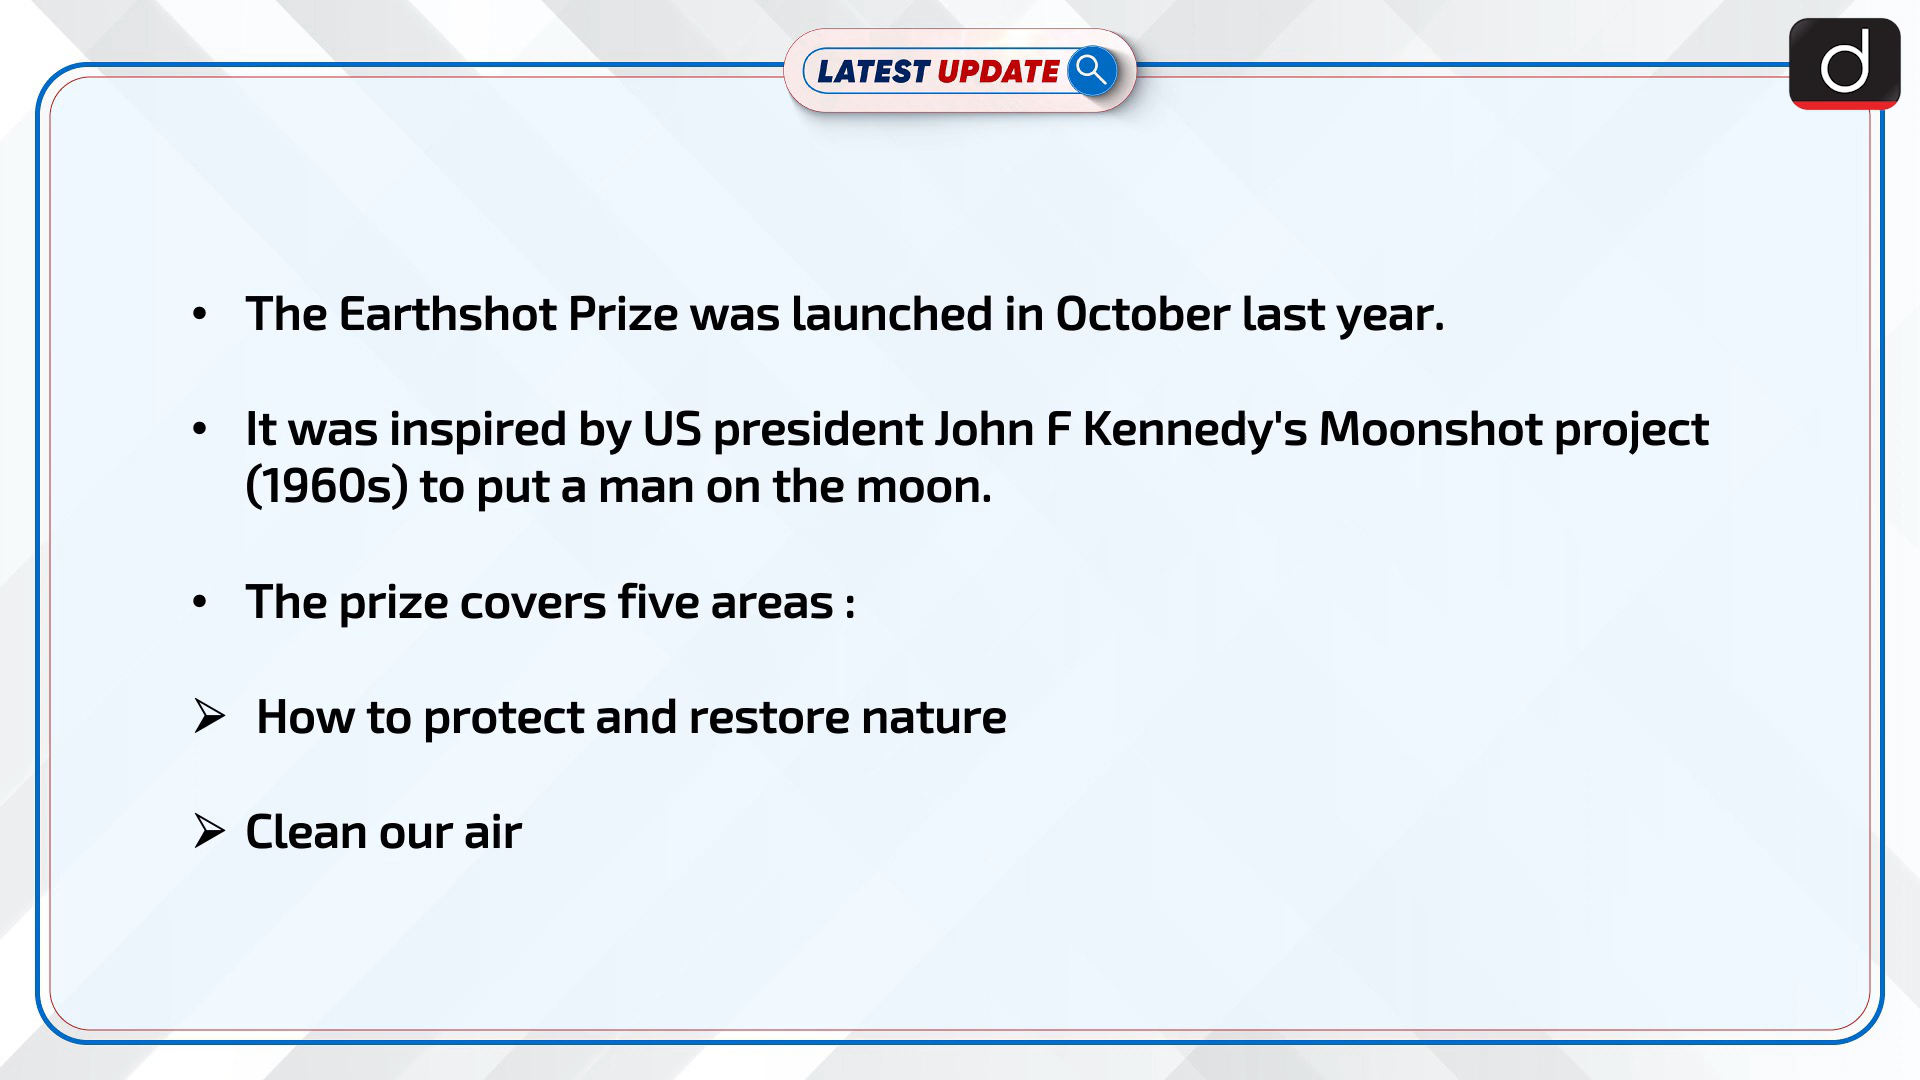 LATEST UPDATE
d
• The Earthshot Prize was launched in October last year.
• It was inspired by US president John F Kennedy's Moonshot project
(1960s) to put a man on the moon.
• The prize covers five areas :
➢ How to protect and restore nature
➢ Clean our air